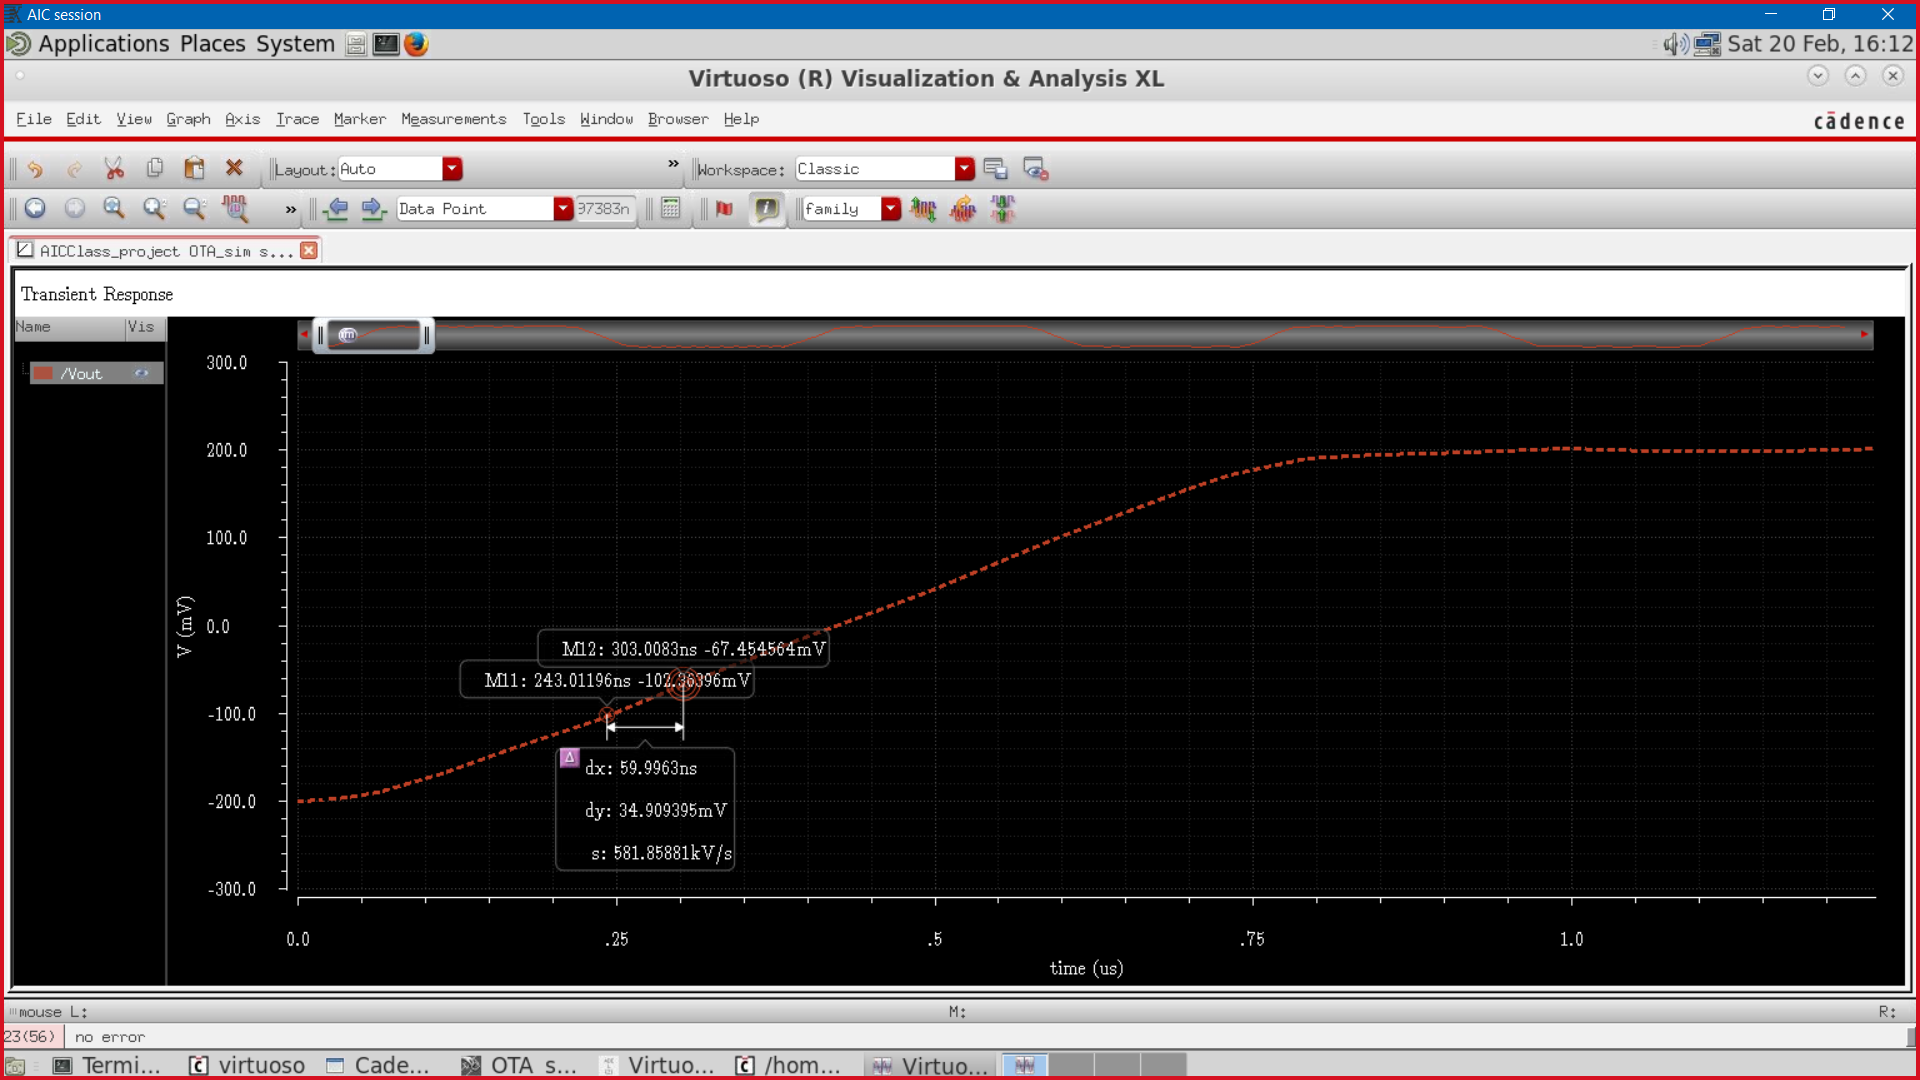 AIC session
Applications Places System
Sat 20 Feb, 16:12
Virtuoso (R) Visualization & Analysis XL
File Edit View Graph Axis Trace Marker Measurements Tools Window Browser Help
cādence
Layout: Auto
» Workspace: Classic
» Data Point 97383n
family
AICClass_project OTA_sim s...
Transient Response
Name Vis
/Vout
300.0
200.0
100.0
0.0
-100.0
-200.0
-300.0
V (mV)
M12: 303.0083ns -67.454564mV
M11: 243.01196ns -102.36396mV
Δ
dx: 59.9963ns
dy: 34.909395mV
s: 581.85881kV/s
0.0 .25 .5 .75 1.0
time (us)
mouse L: M: R:
23(56) no error
Termi... virtuoso Cade... OTA s... Virtuo... /hom... Virtuo...